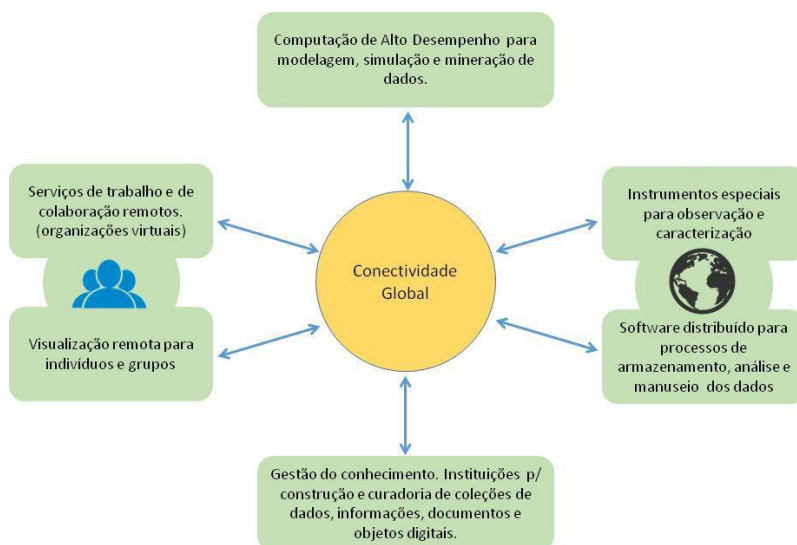 Computação de Alto Desempenho para
modelagem, simulação e mineração de
dados.
Serviços de trabalho e de
colaboração remotos.
(organizações virtuais)
Instrumentos especiais
para observação e
caracterização
Conectividade
Global
Visualização remota para
indivíduos e grupos
Software distribuído para
processos de
armazenamento, análise e
manuseio dos dados
Gestão do conhecimento. Instituições p/
construção e curadoria de coleções de
dados, informações, documentos e
objetos digitais.